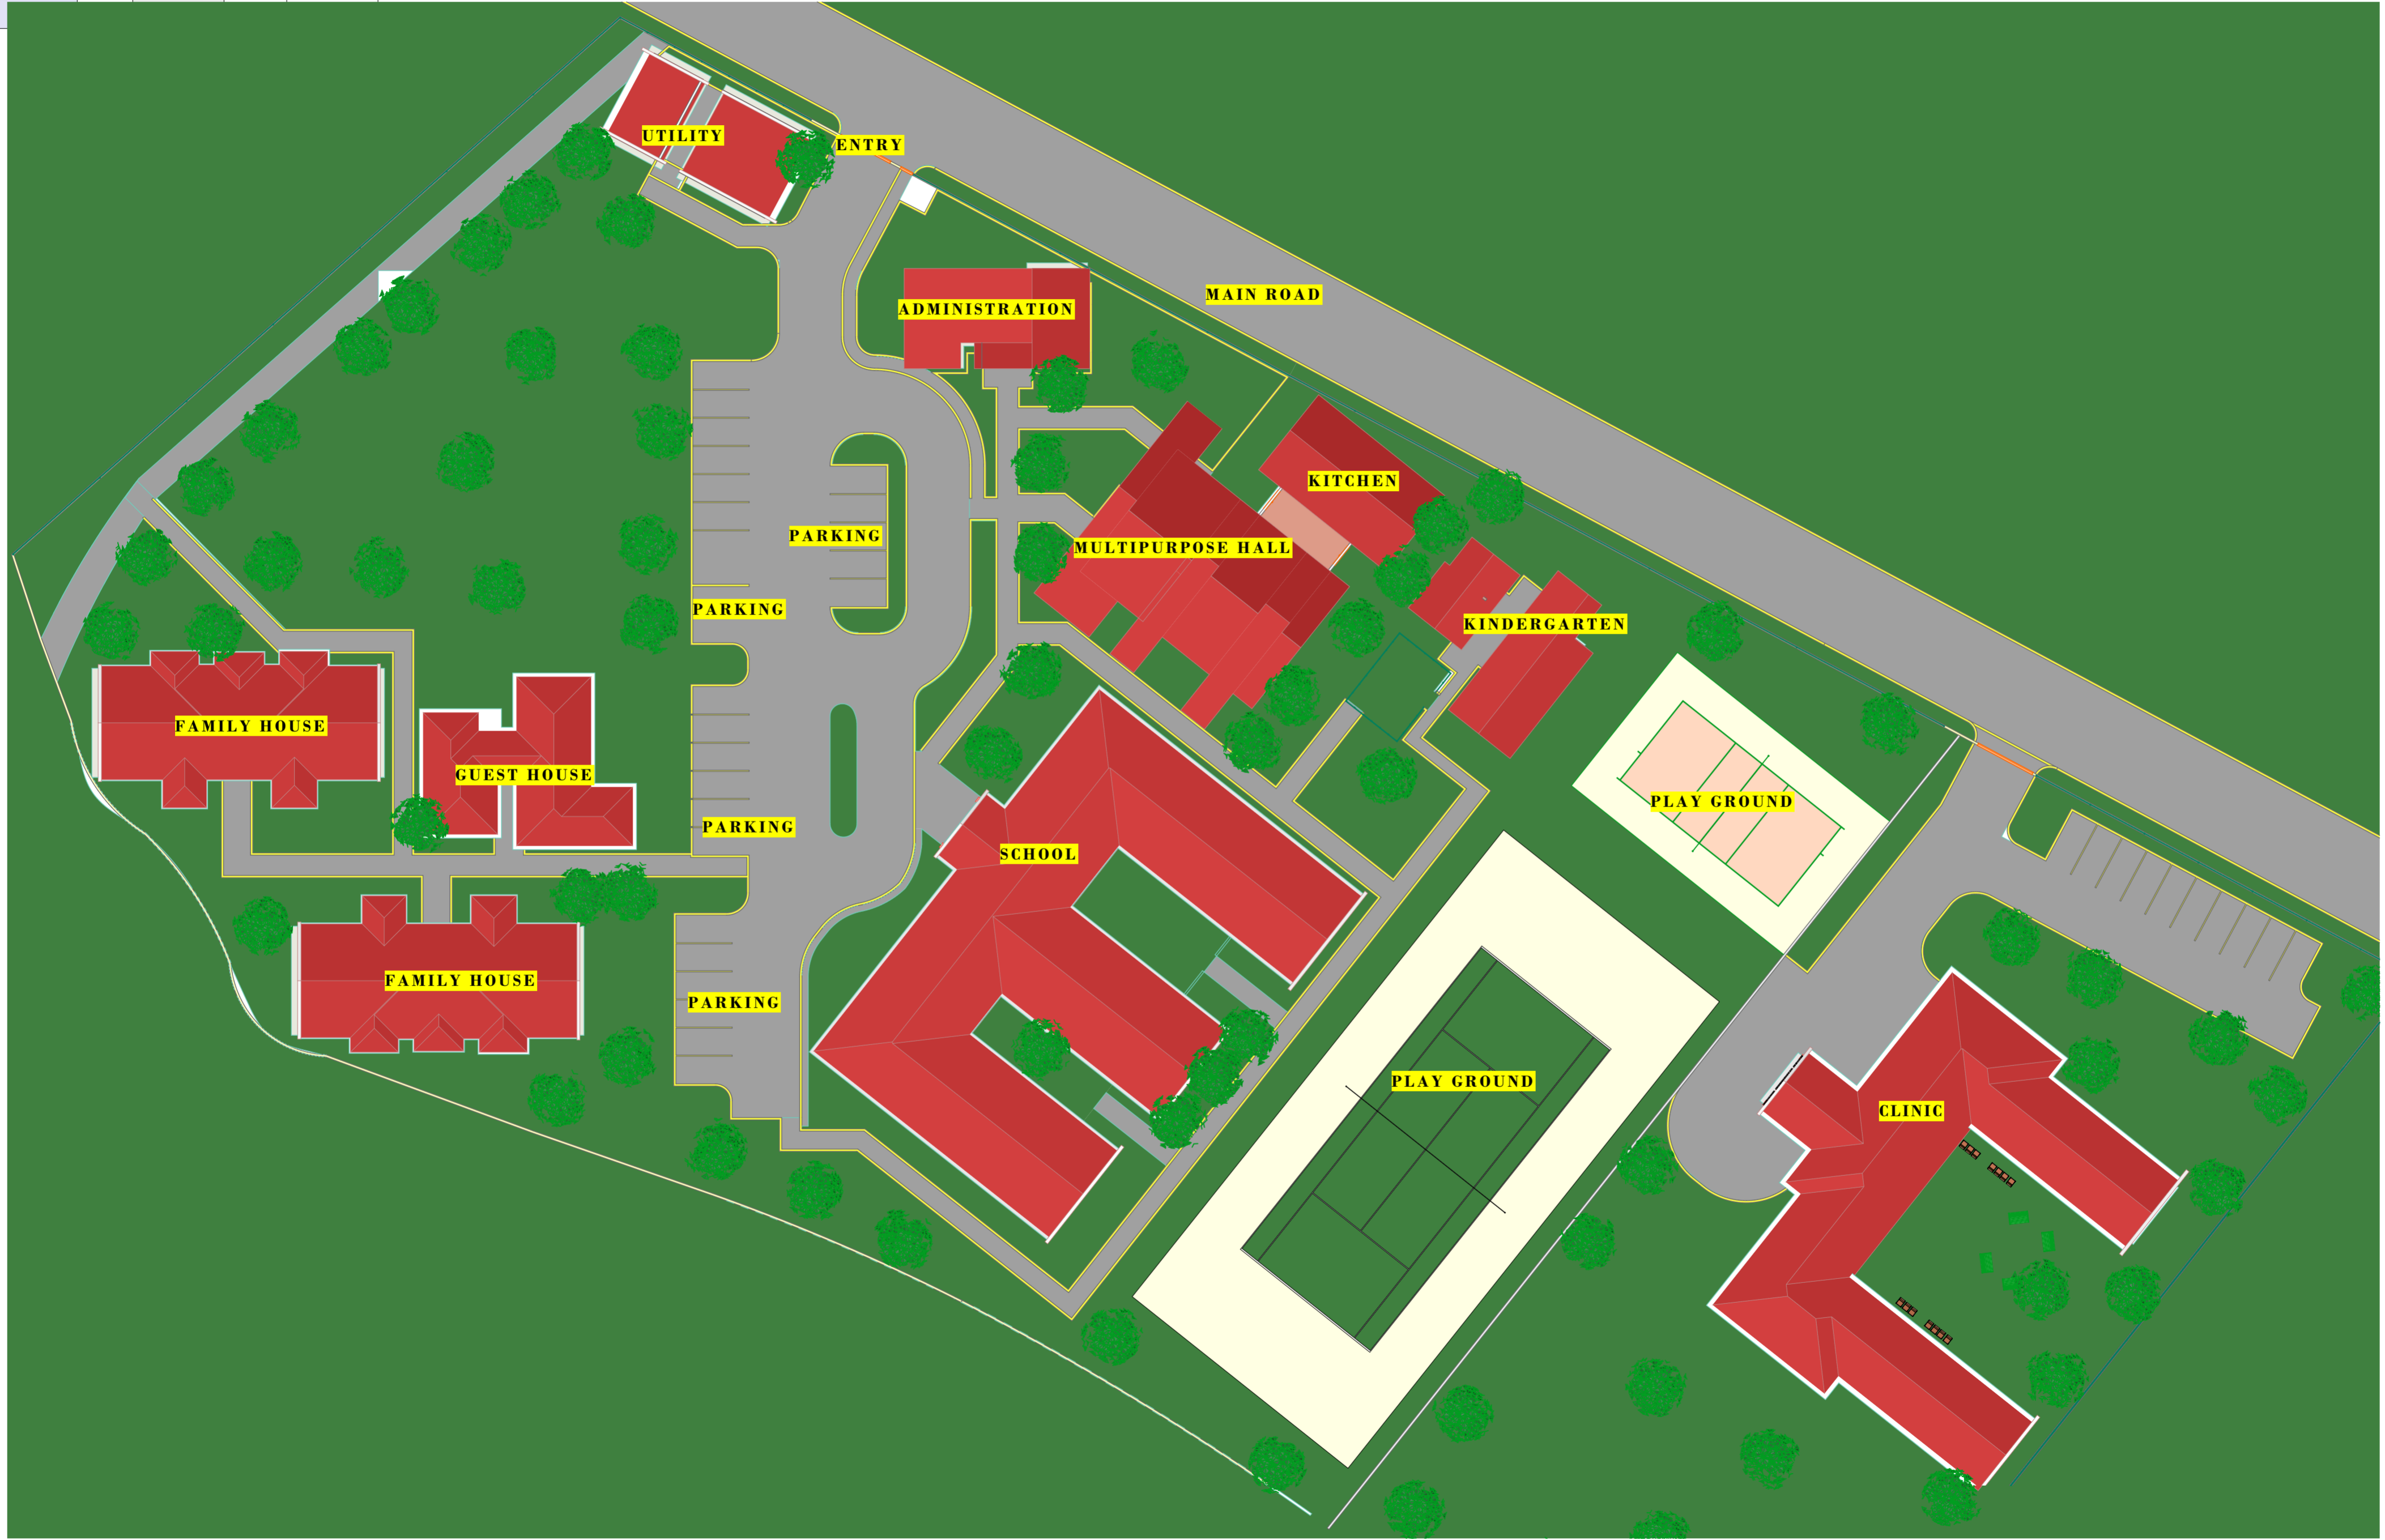 UTILITY
ENTRY
MAIN ROAD
ADMINISTRATION
KITCHEN
PARKING
MULTIPURPOSE HALL
PARKING
KINDERGARTEN
FAMILY HOUSE
GUEST HOUSE
PLAY GROUND
PARKING
SCHOOL
FAMILY HOUSE
PARKING
PLAY GROUND
CLINIC